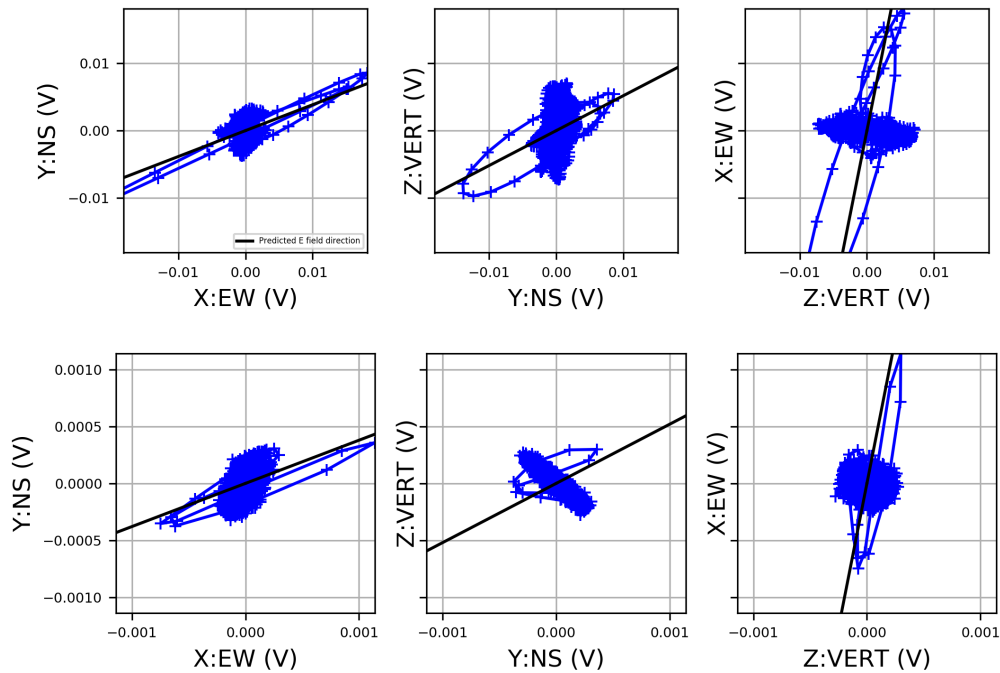 Y:NS (V)
0.01
0.00
−0.01
−0.01
0.00
0.01
X:EW (V)
Predicted E field direction
Z:VERT (V)
−0.01
0.00
0.01
Y:NS (V)
X:EW (V)
−0.01
0.00
0.01
Z:VERT (V)
Y:NS (V)
0.0010
0.0005
0.0000
−0.0005
−0.0010
−0.001
0.000
0.001
X:EW (V)
Z:VERT (V)
−0.001
0.000
0.001
Y:NS (V)
X:EW (V)
−0.001
0.000
0.001
Z:VERT (V)